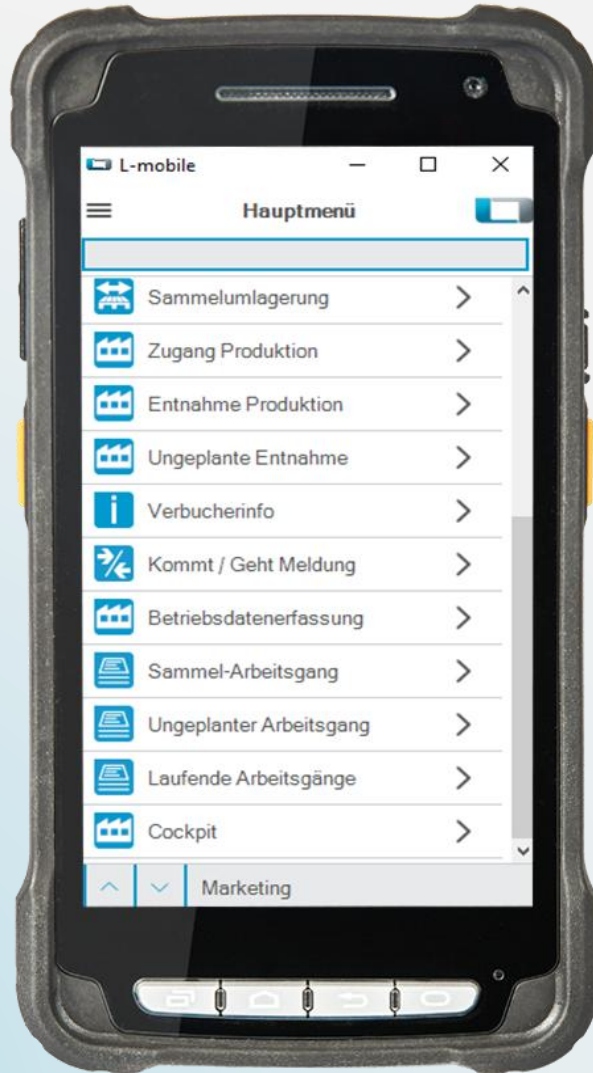 L-mobile
Hauptmenü
Sammelumlagerung
Zugang Produktion
Entnahme Produktion
Ungeplante Entnahme
Verbucherinfo
Kommt / Geht Meldung
Betriebsdatenerfassung
Sammel-Arbeitsgang
Ungeplanter Arbeitsgang
Laufende Arbeitsgänge
Cockpit
Marketing